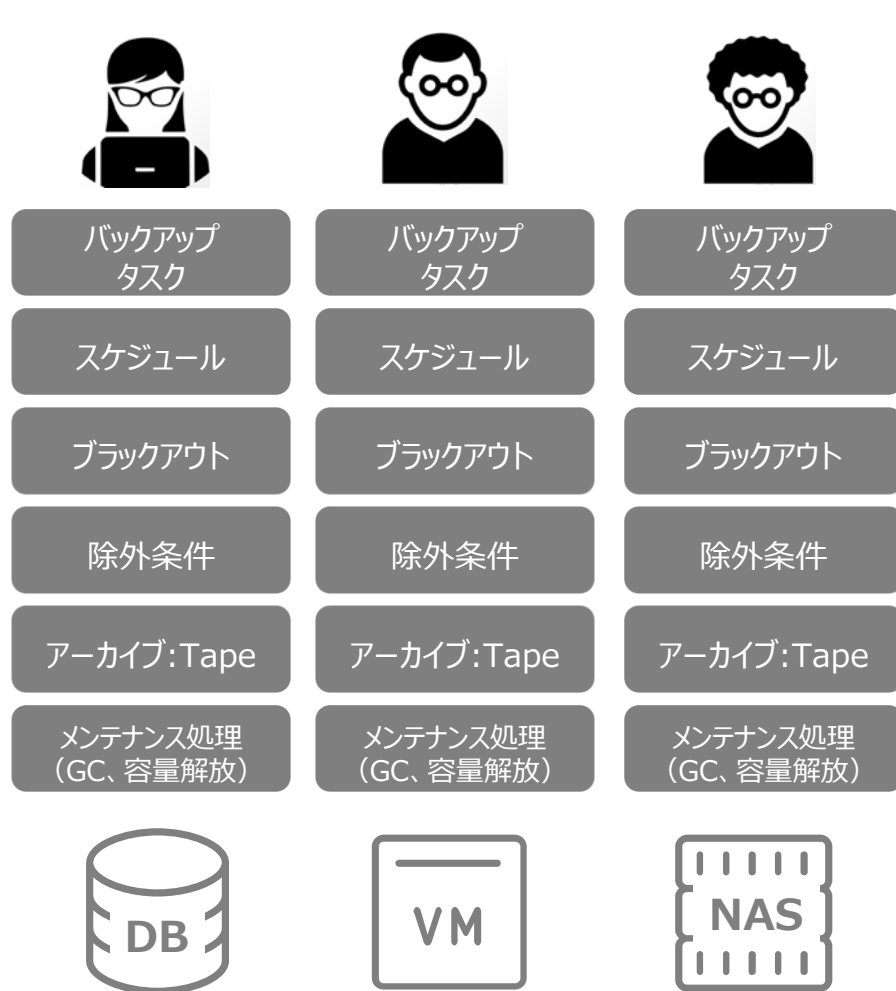 バックアップ
タスク
バックアップ
タスク
バックアップ
タスク
スケジュール
スケジュール
スケジュール
ブラックアウト
ブラックアウト
ブラックアウト
除外条件
除外条件
除外条件
アーカイブ:Tape
アーカイブ:Tape
アーカイブ:Tape
メンテナンス処理
（GC、容量解放）
メンテナンス処理
（GC、容量解放）
メンテナンス処理
（GC、容量解放）
DB
VM
NAS